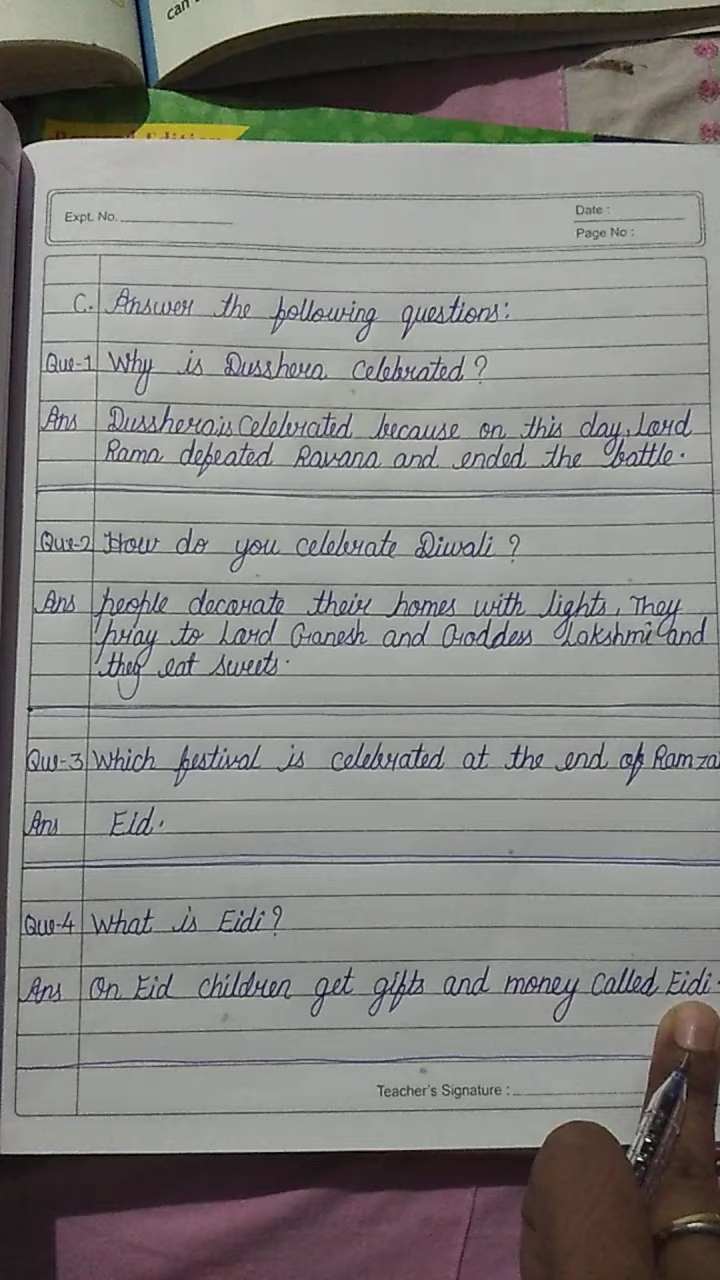 can
Revised Edition
Expt. No.
Date :
Page No :
C. Answer the following questions:
Que-1 Why is Dusshera celebrated?
Ans Dussherais celebrated because on this day, Lord
Rama defeated Ravana and ended the battle.
Que-2 How do you celebrate Diwali?
Ans people decorate their homes with lights. They
pray to Lord Ganesh and Goddess Lakshmi and
they eat sweets.
Que-3 Which festival is celebrated at the end of Ramza
Ans Eid.
Que-4 What is Eidi?
Ans On Eid children get gifts and money called Eidi.
Teacher's Signature :